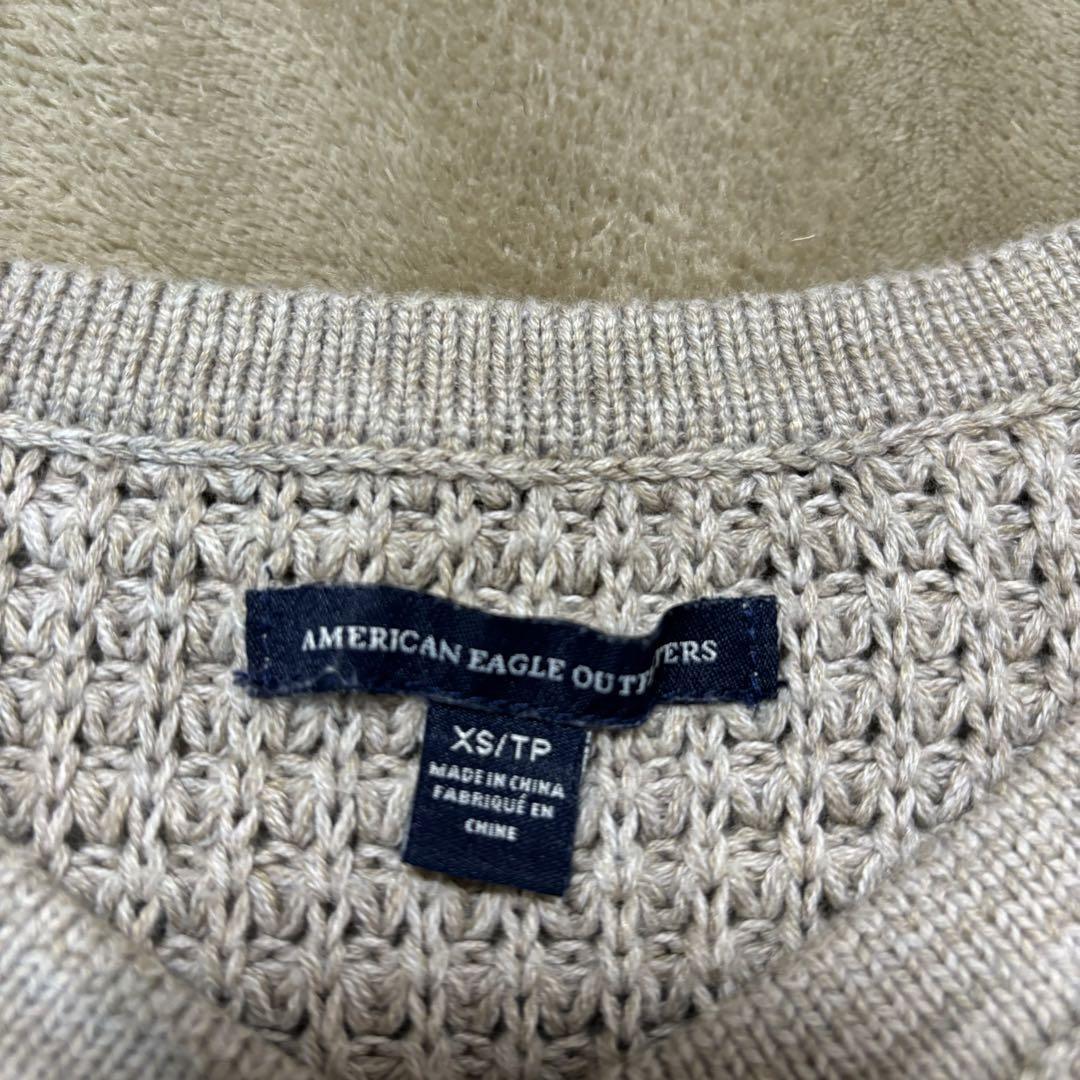 AMERICAN EAGLE OUTFITTERS
XS/TP
MADE IN CHINA
FABRIQUÉ EN
CHINE